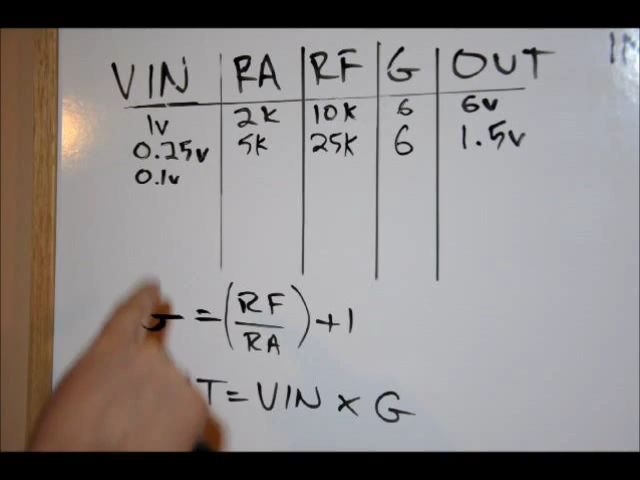 VIN RA RF G OUT
1v 2k 10k 6 6v
0.25v 5k 25k 6 1.5v
0.1v
= (RF/RA) + 1
T = VIN x G